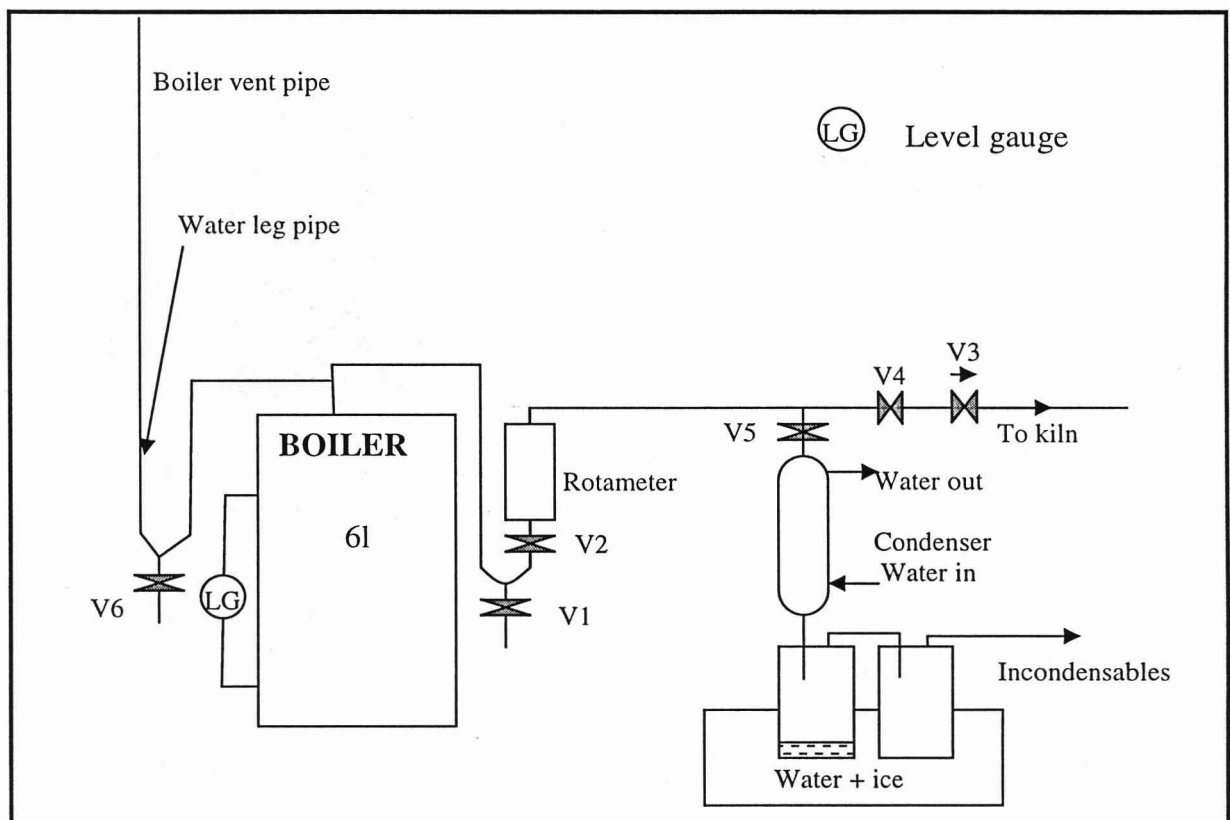 Boiler vent pipe
LG
Level gauge
Water leg pipe
V3
V4
V5
To kiln
BOILER
Rotameter
Water out
6l
V2
Condenser
Water in
V6
LG
V1
Incondensables
Water + ice